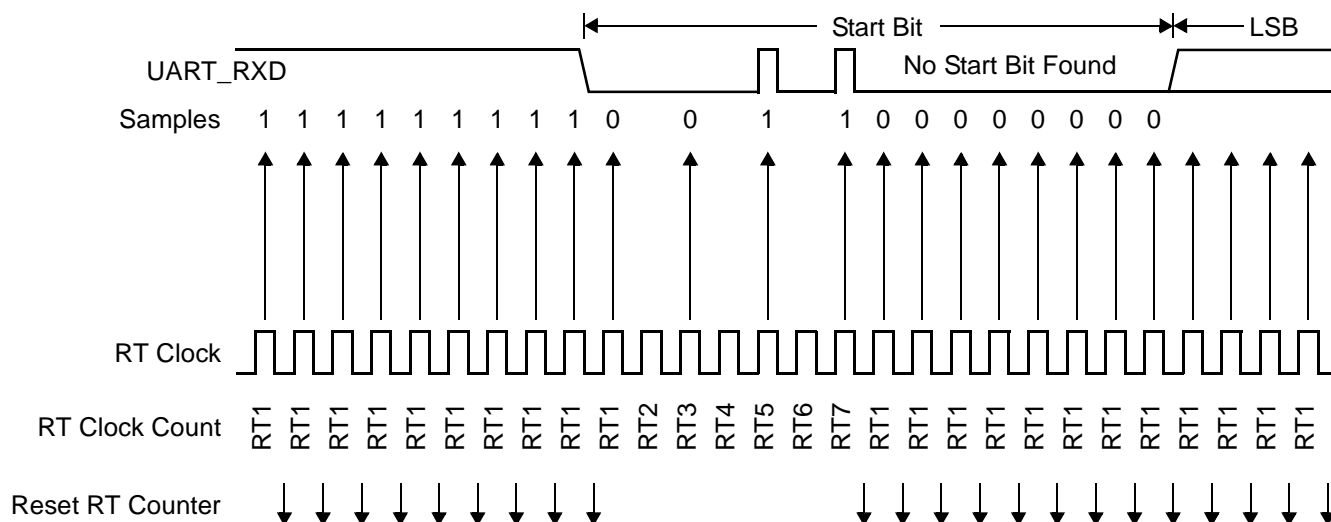 Start Bit LSB
UART_RXD No Start Bit Found
Samples 1 1 1 1 1 1 1 1 1 0 0 1 1 0 0 0 0 0 0 0 0
RT Clock
RT Clock Count RT1 RT1 RT1 RT1 RT1 RT1 RT1 RT1 RT1 RT1 RT2 RT3 RT4 RT5 RT6 RT7 RT1 RT1 RT1 RT1 RT1 RT1 RT1 RT1 RT1 RT1 RT1 RT1
Reset RT Counter